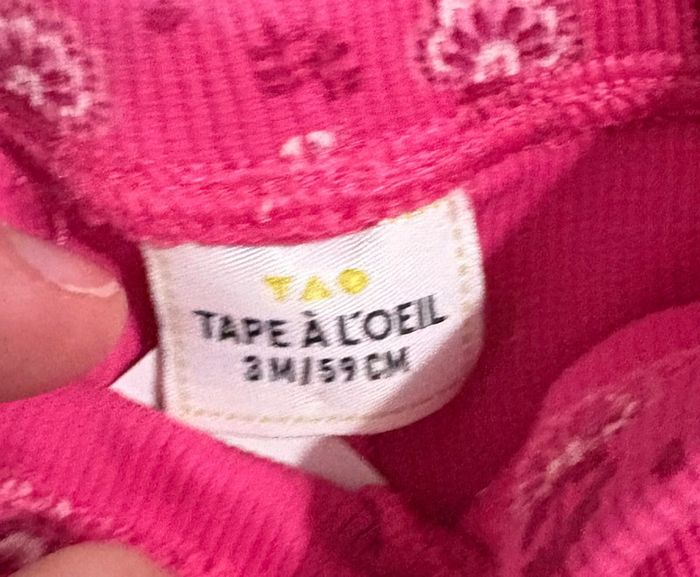 TAO
TAPE À L'OEIL
3M/59CM